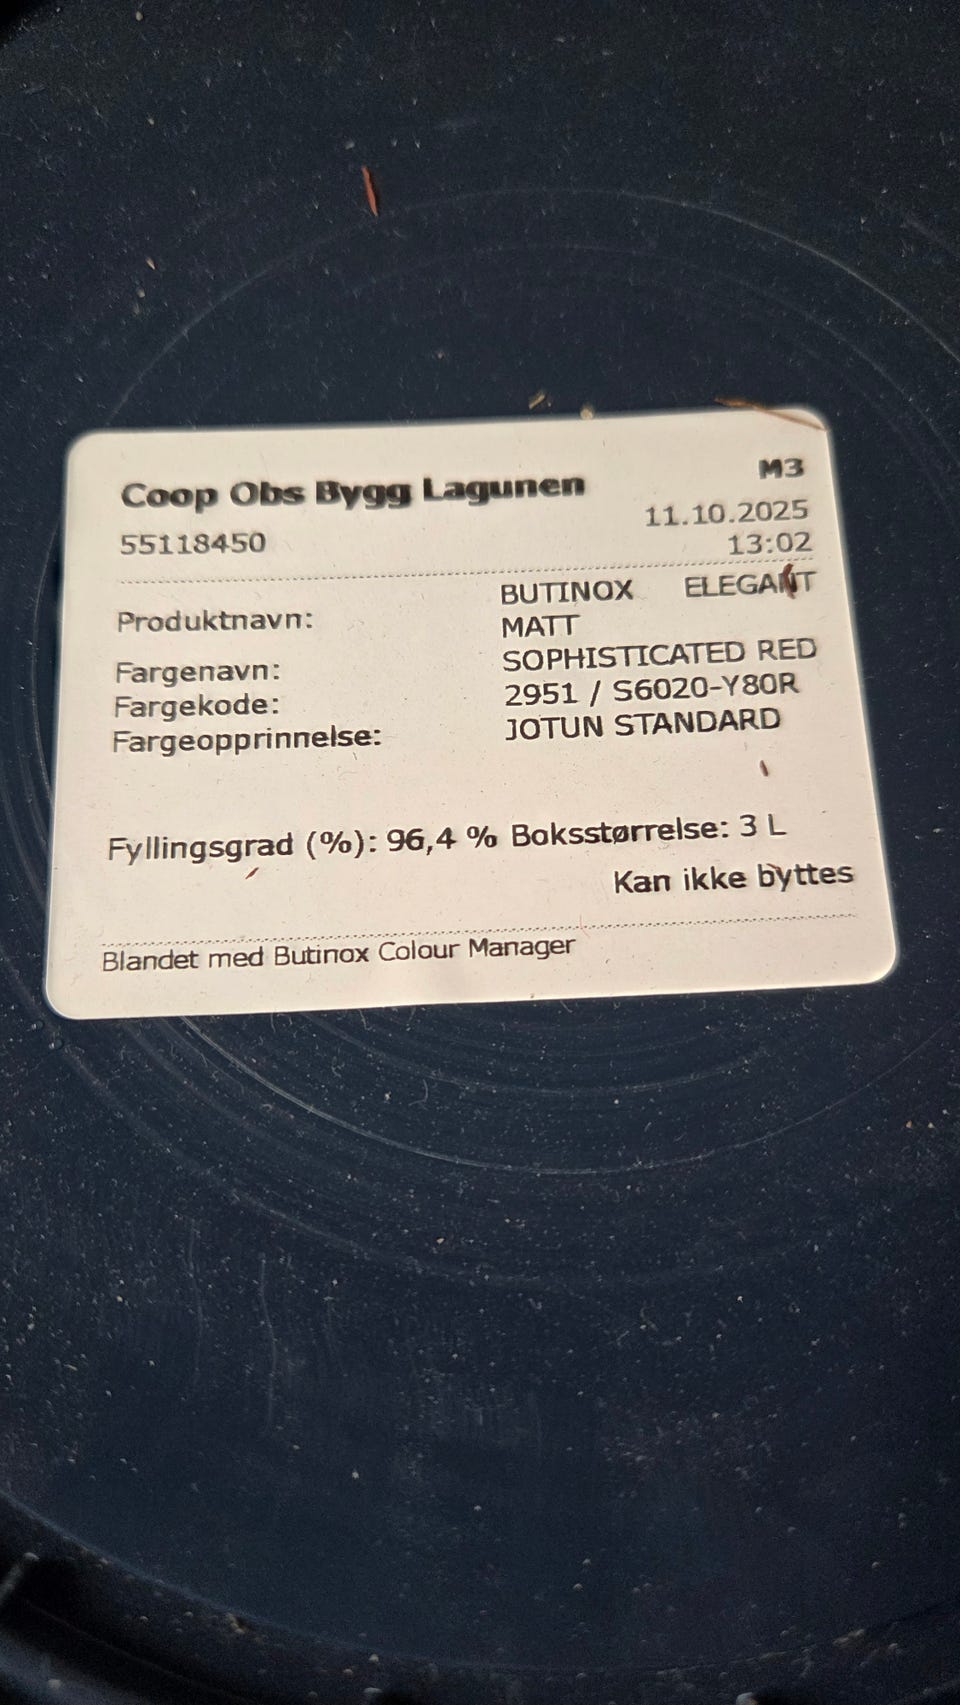 Coop Obs Bygg Lagunen M3
55118450 11.10.2025
13:02
Produktnavn: BUTINOX ELEGANT
MATT
Fargenavn: SOPHISTICATED RED
Fargekode: 2951 / S6020-Y80R
Fargeopprinnelse: JOTUN STANDARD
Fyllingsgrad (%): 96,4 % Boksstørrelse: 3 L
Kan ikke byttes
Blandet med Butinox Colour Manager